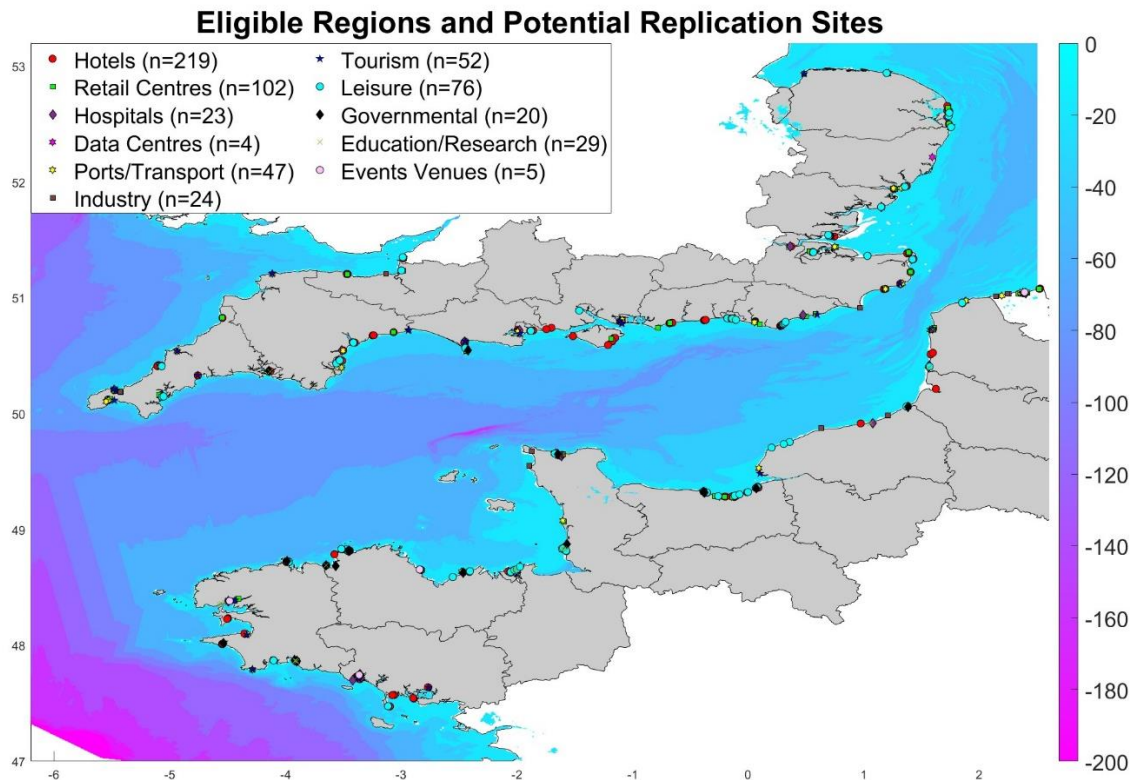 Eligible Regions and Potential Replication Sites
Hotels (n=219)
Retail Centres (n=102)
Hospitals (n=23)
Data Centres (n=4)
Ports/Transport (n=47)
Industry (n=24)
Tourism (n=52)
Leisure (n=76)
Governmental (n=20)
Education/Research (n=29)
Events Venues (n=5)
53
52
51
50
49
48
47
-6
-5
-4
-3
-2
-1
0
1
2
0
-20
-40
-60
-80
-100
-120
-140
-160
-180
-200